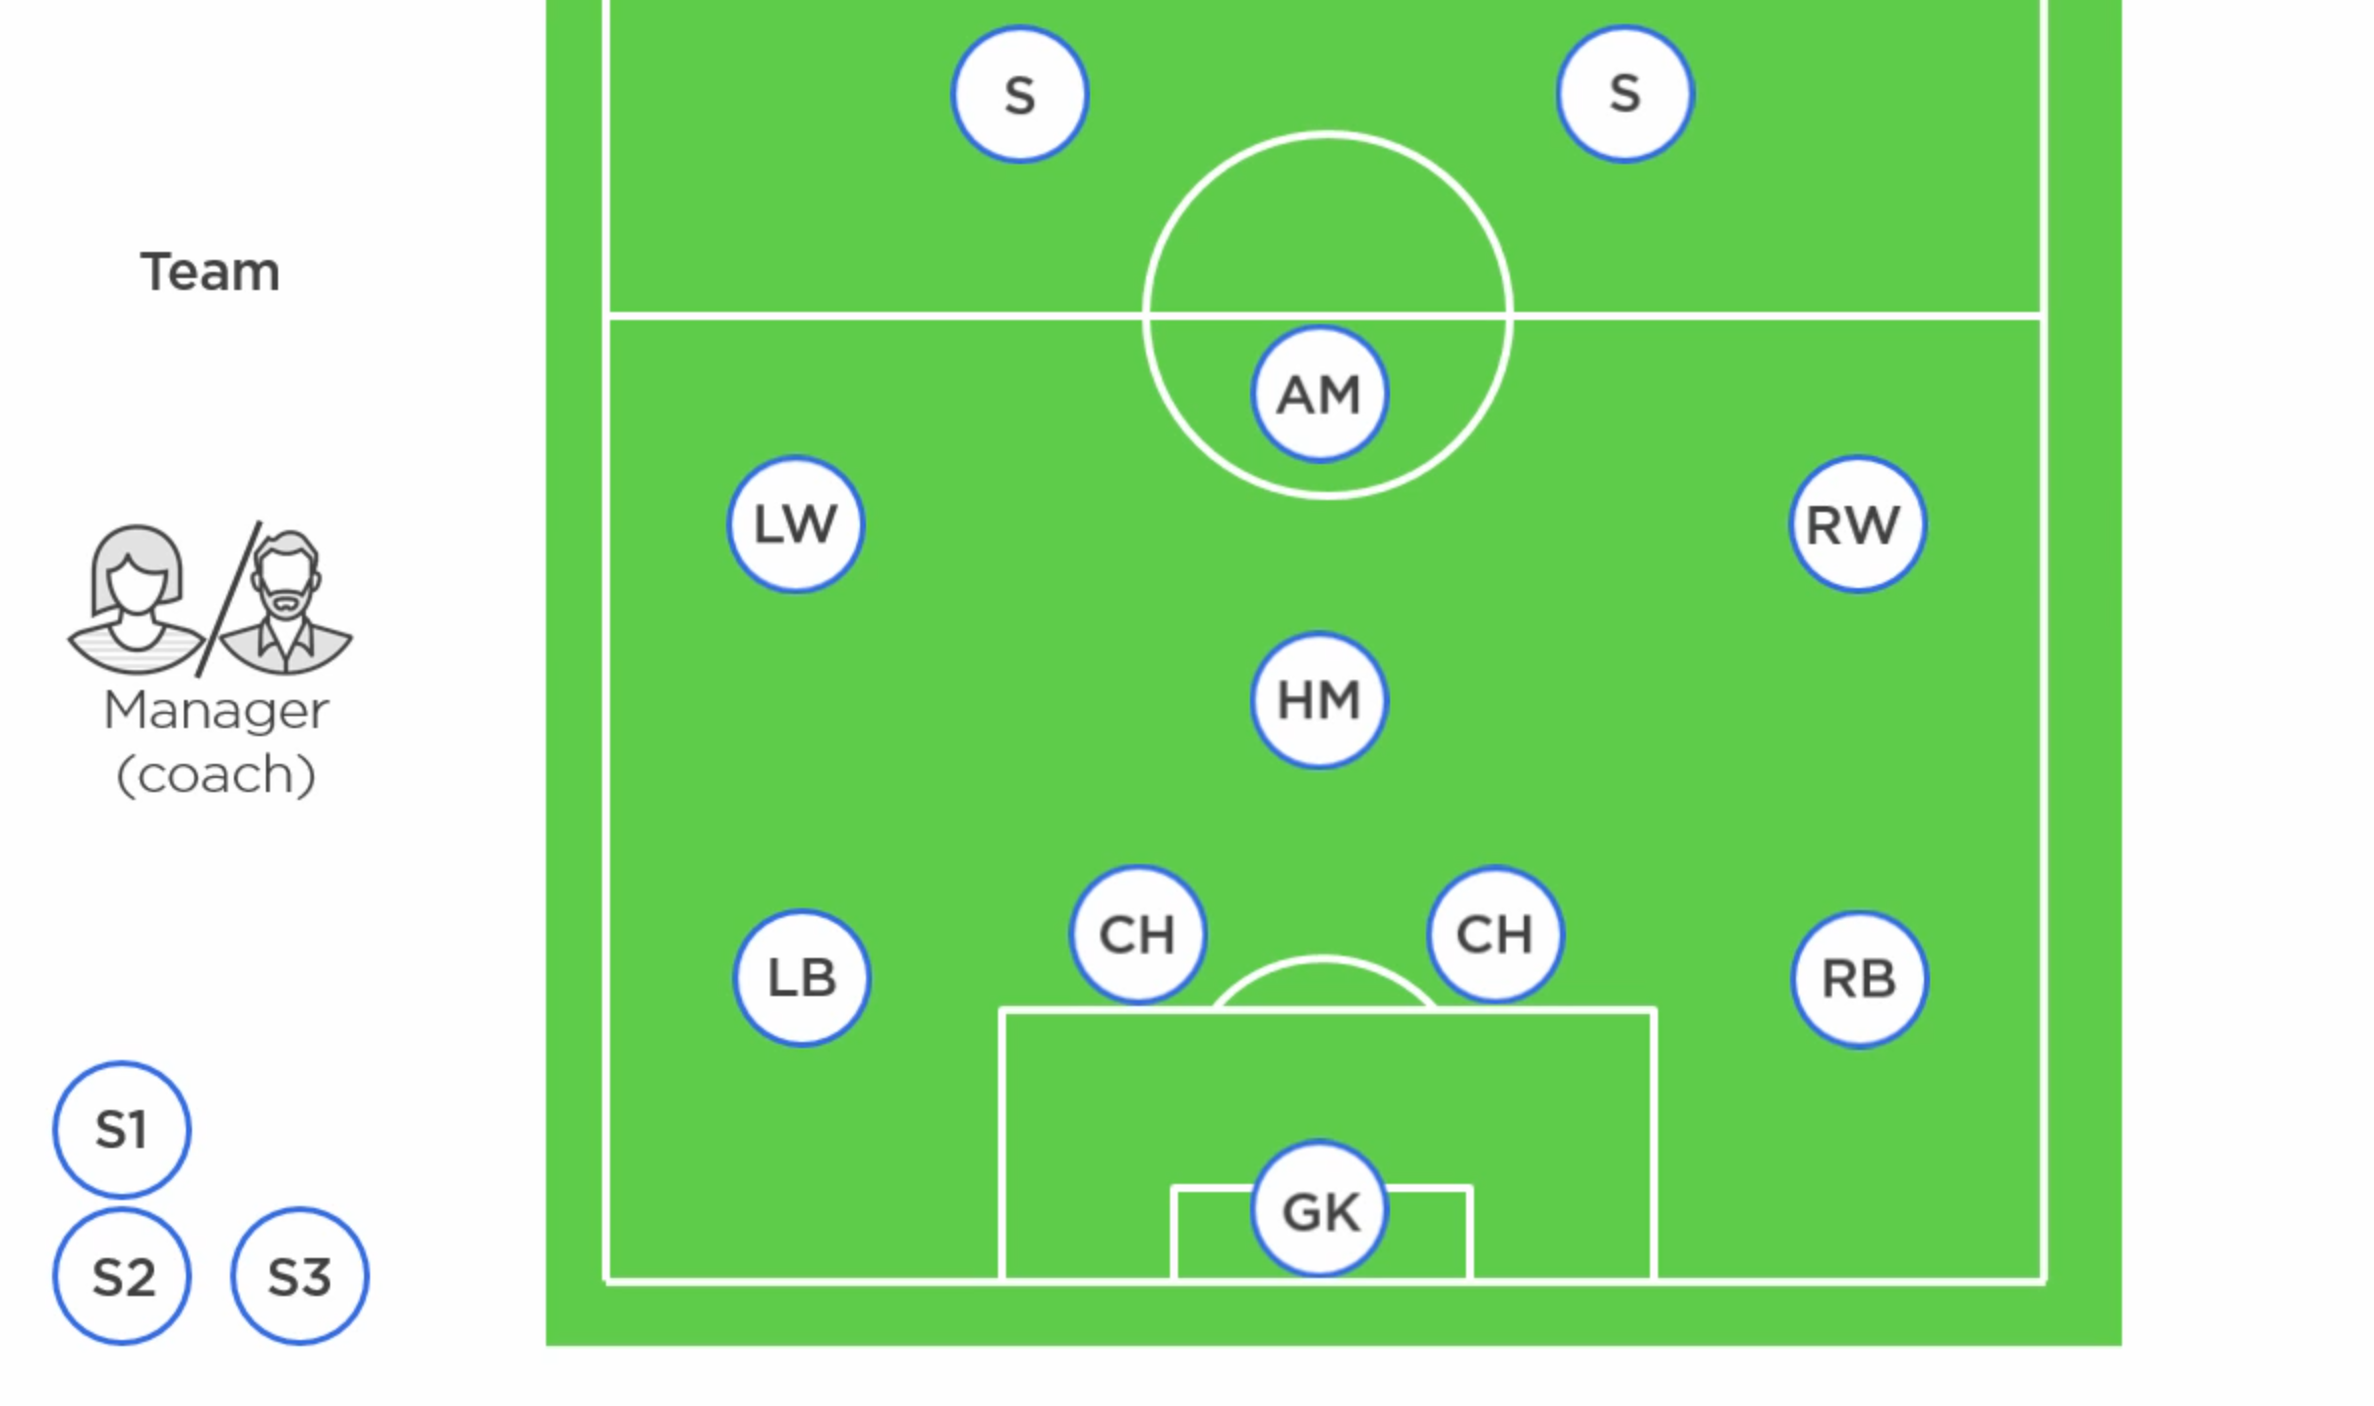 Team
Manager
(coach)
S1
S2 S3
S S
AM
LW RW
HM
CH CH
LB RB
GK